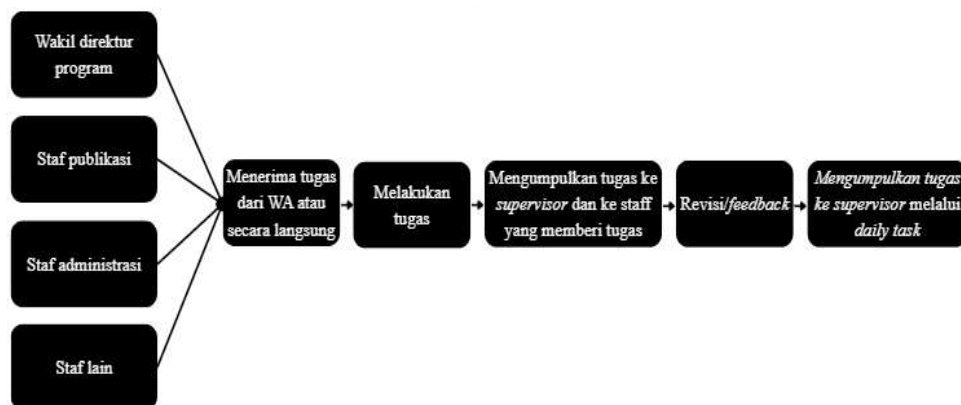 Wakil direktur
program
Staf publikasi
Staf administrasi
Staf lain
Menerima tugas
dari WA atau
secara langsung
Melakukan
tugas
Mengumpulkan tugas ke
supervisor dan ke staff
yang memberi tugas
Revisi/feedback
Mengumpulkan tugas
ke supervisor melalui
daily task